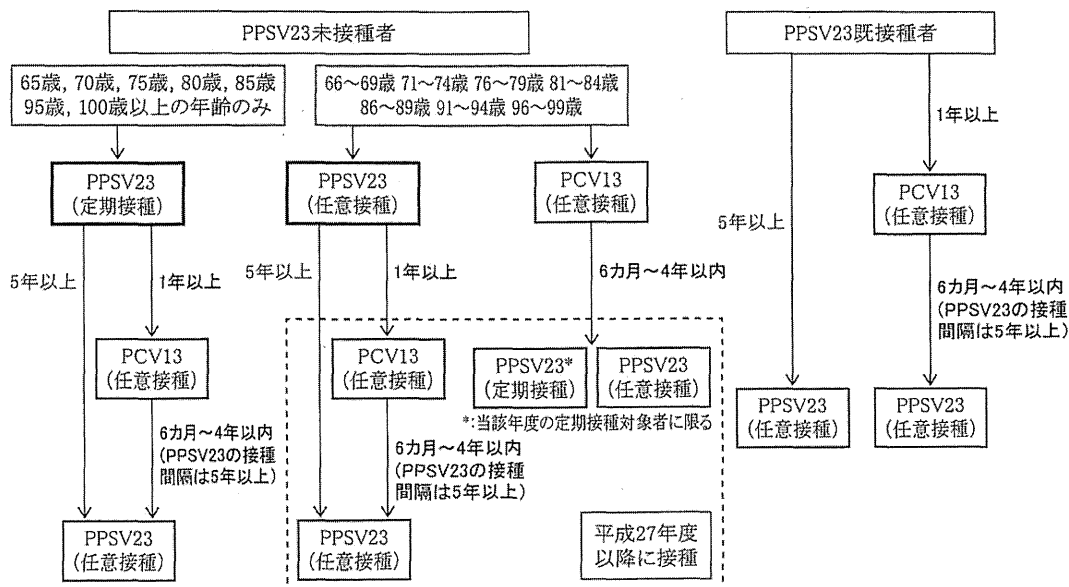 PPSV23未接種者
65歳, 70歳, 75歳, 80歳, 85歳
95歳, 100歳以上の年齢のみ
PPSV23
(定期接種)
5年以上
1年以上
PCV13
(任意接種)
6カ月～4年以内
(PPSV23の接種
間隔は5年以上)
PPSV23
(任意接種)
66～69歳 71～74歳 76～79歳 81～84歳
86～89歳 91～94歳 96～99歳
PPSV23
(任意接種)
5年以上
1年以上
PCV13
(任意接種)
6カ月～4年以内
(PPSV23の接種
間隔は5年以上)
PPSV23
(任意接種)
PCV13
(任意接種)
6カ月～4年以内
PPSV23*
(定期接種)
PPSV23
(任意接種)
*:当該年度の定期接種対象者に限る
平成27年度
以降に接種
PPSV23既接種者
5年以上
PPSV23
(任意接種)
1年以上
PCV13
(任意接種)
6カ月～4年以内
(PPSV23の接種
間隔は5年以上)
PPSV23
(任意接種)